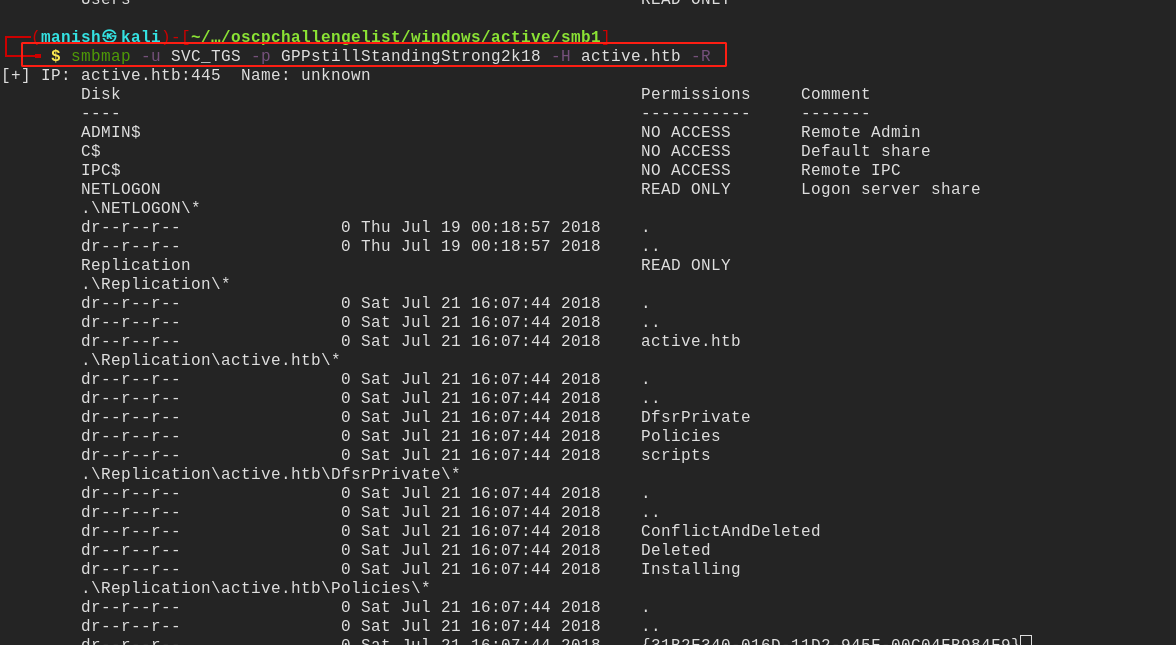 Users READ ONLY
┌──(manish㉿kali)-[~/…/oscpchallengelist/windows/active/smb1]
└─ $ smbmap -u SVC_TGS -p GPPstillStandingStrong2k18 -H active.htb -R
[+] IP: active.htb:445 Name: unknown
Disk Permissions Comment
---- ----------- -------
ADMIN$ NO ACCESS Remote Admin
C$ NO ACCESS Default share
IPC$ NO ACCESS Remote IPC
NETLOGON READ ONLY Logon server share
.\NETLOGON\*
dr--r--r-- 0 Thu Jul 19 00:18:57 2018 .
dr--r--r-- 0 Thu Jul 19 00:18:57 2018 ..
Replication READ ONLY
.\Replication\*
dr--r--r-- 0 Sat Jul 21 16:07:44 2018 .
dr--r--r-- 0 Sat Jul 21 16:07:44 2018 ..
dr--r--r-- 0 Sat Jul 21 16:07:44 2018 active.htb
.\Replication\active.htb\*
dr--r--r-- 0 Sat Jul 21 16:07:44 2018 .
dr--r--r-- 0 Sat Jul 21 16:07:44 2018 ..
dr--r--r-- 0 Sat Jul 21 16:07:44 2018 DfsrPrivate
dr--r--r-- 0 Sat Jul 21 16:07:44 2018 Policies
dr--r--r-- 0 Sat Jul 21 16:07:44 2018 scripts
.\Replication\active.htb\DfsrPrivate\*
dr--r--r-- 0 Sat Jul 21 16:07:44 2018 .
dr--r--r-- 0 Sat Jul 21 16:07:44 2018 ..
dr--r--r-- 0 Sat Jul 21 16:07:44 2018 ConflictAndDeleted
dr--r--r-- 0 Sat Jul 21 16:07:44 2018 Deleted
dr--r--r-- 0 Sat Jul 21 16:07:44 2018 Installing
.\Replication\active.htb\Policies\*
dr--r--r-- 0 Sat Jul 21 16:07:44 2018 .
dr--r--r-- 0 Sat Jul 21 16:07:44 2018 ..
dr--r--r-- 0 Sat Jul 21 16:07:44 2018 {31B2F340-016D-11D2-945F-00C04FB984F9}